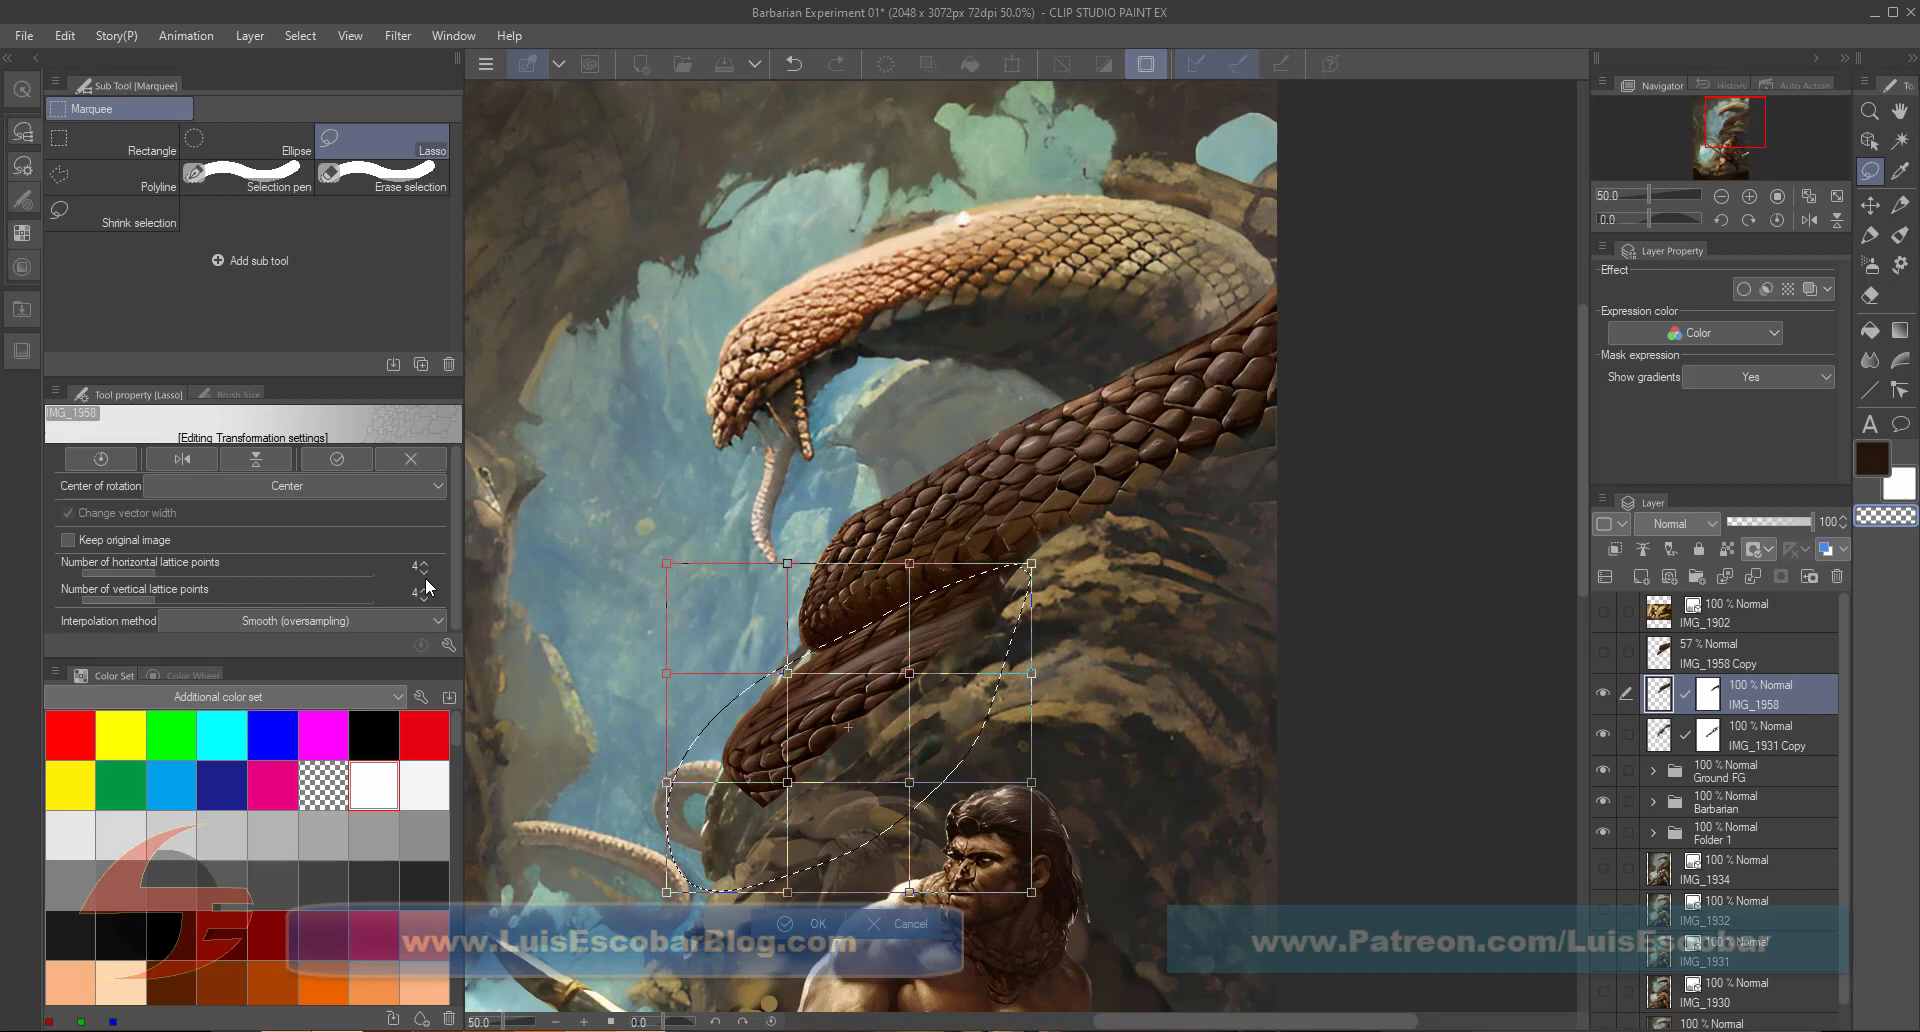 Barbarian Experiment 01* (2048 x 3072px 72dpi 50.0%) - CLIP STUDIO PAINT EX
File Edit Story(P) Animation Layer Select View Filter Window Help
Sub Tool [Marquee]
Marquee
Rectangle Ellipse Lasso
Polyline Selection pen Erase selection
Shrink selection
Add sub tool
Tool property [Lasso] Brush Size
IMG_1958
[Editing Transformation settings]
Center of rotation Center
Change vector width
Keep original image
Number of horizontal lattice points 4
Number of vertical lattice points 4
Interpolation method Smooth (oversampling)
Color Set Color Wheel
Additional color set
OK Cancel
www.LuisEscobarBlog.com
www.Patreon.com/LuisEscobar
50.0 0.0
Navigator History Auto Action
50.0
0.0
Layer Property
Effect
Expression color
Color
Mask expression
Show gradients Yes
Layer
Normal 100
100 % Normal
IMG_1902
57 % Normal
IMG_1958 Copy
100 % Normal
IMG_1958
100 % Normal
IMG_1931 Copy
100 % Normal
Ground FG
100 % Normal
Barbarian
100 % Normal
Folder 1
100 % Normal
IMG_1934
100 % Normal
IMG_1932
100 % Normal
IMG_1931
100 % Normal
IMG_1930
100 % Normal
To
A